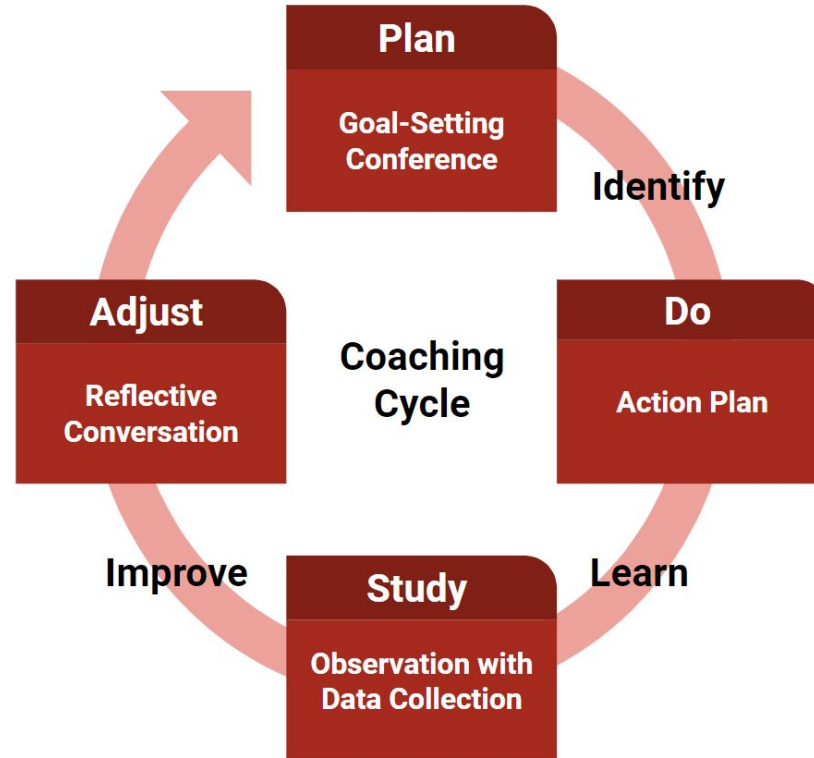 Plan
Goal-Setting
Conference
Identify
Do
Action Plan
Learn
Study
Observation with
Data Collection
Improve
Adjust
Reflective
Conversation
Coaching
Cycle